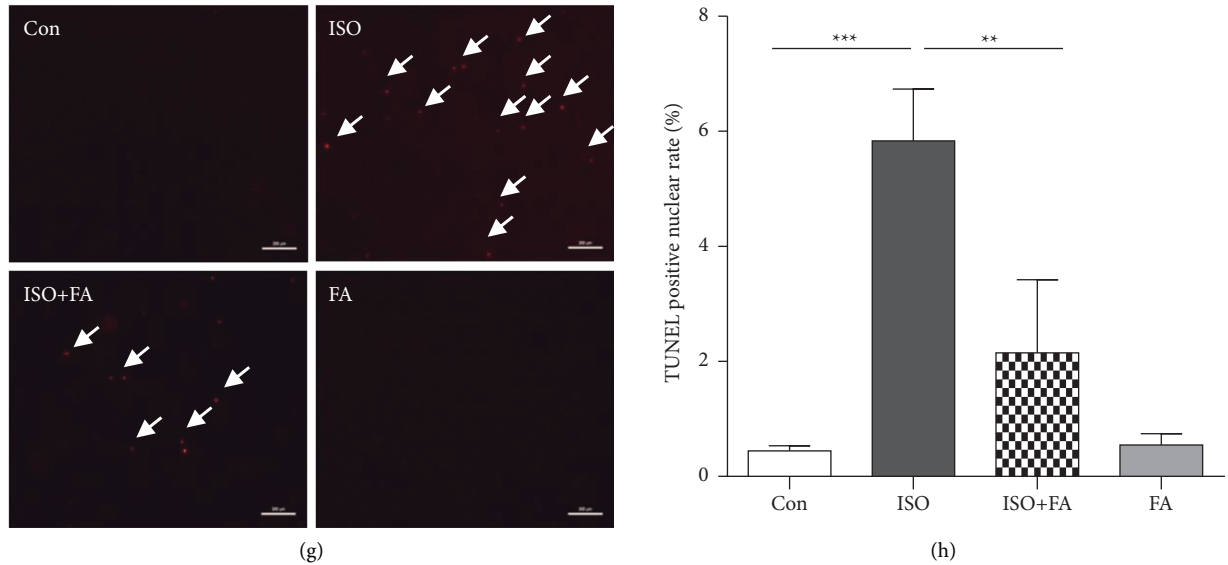 Con
ISO
ISO+FA
FA
(g)
TUNEL positive nuclear rate (%)
8
6
4
2
0
***
**
Con
ISO
ISO+FA
FA
(h)